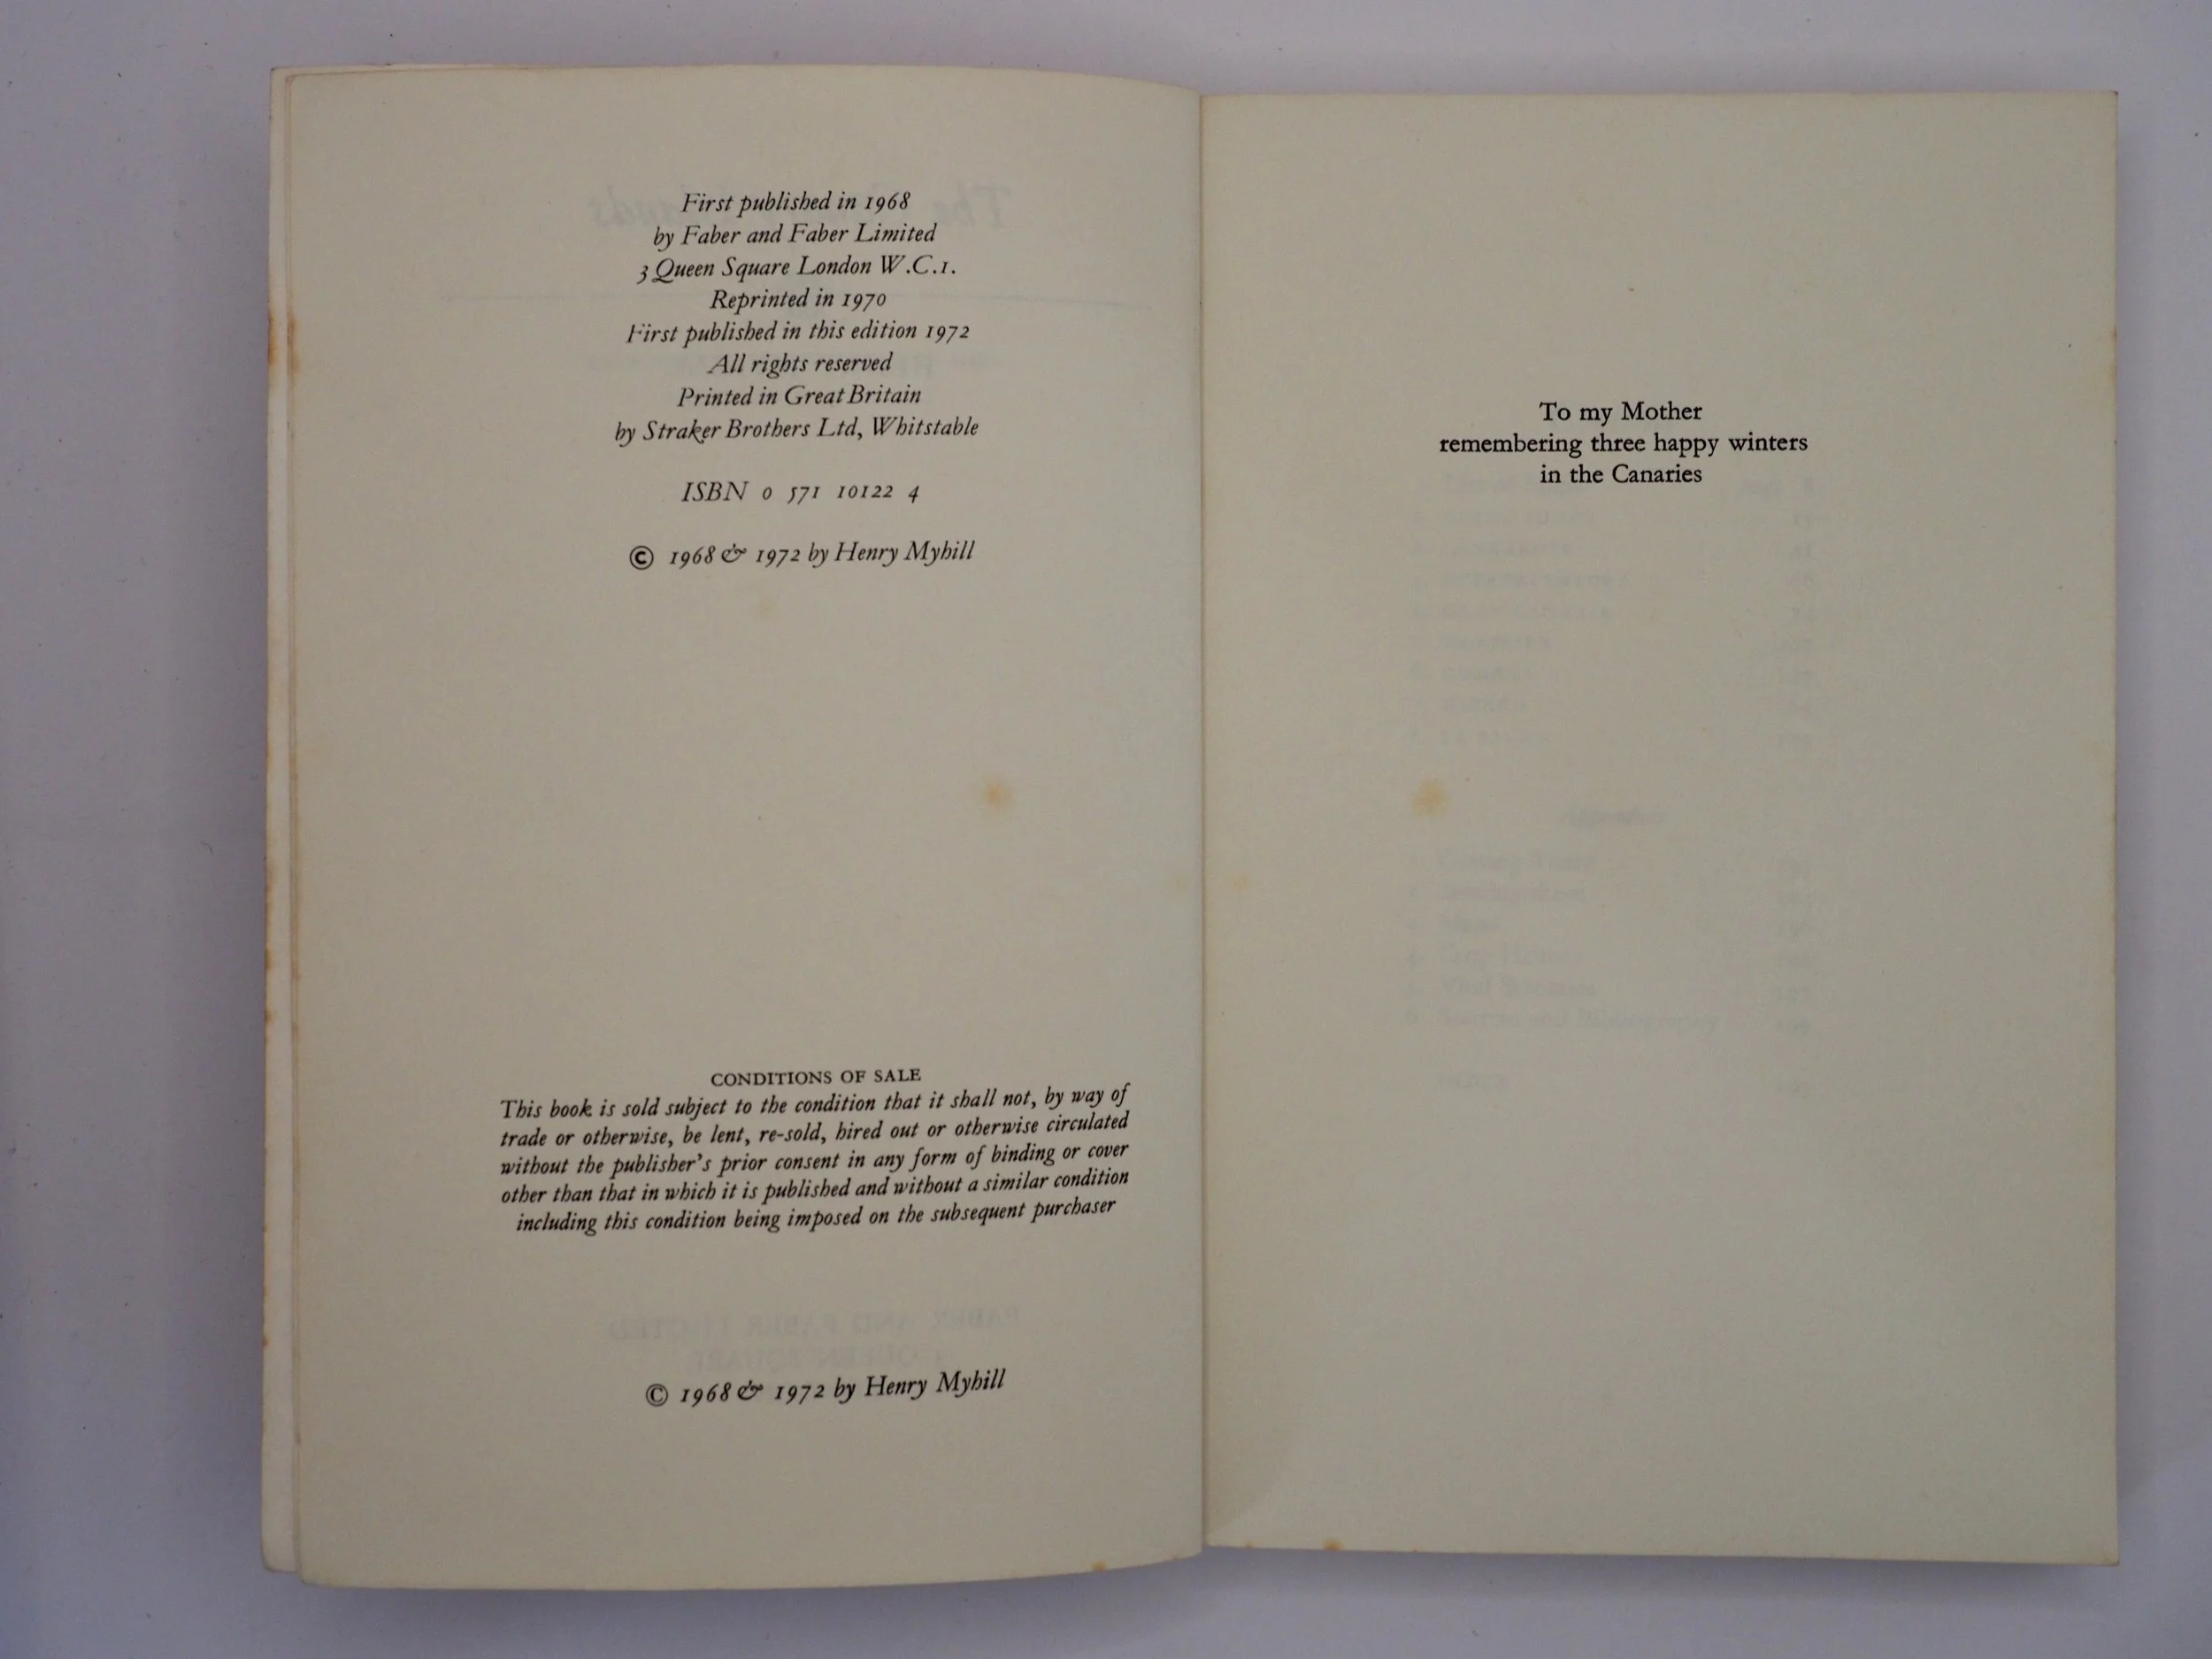 First published in 1968
by Faber and Faber Limited
3 Queen Square London W.C.1.
Reprinted in 1970
First published in this edition 1972
All rights reserved
Printed in Great Britain
by Straker Brothers Ltd, Whitstable
ISBN 0 571 10122 4
© 1968 & 1972 by Henry Myhill
CONDITIONS OF SALE
This book is sold subject to the condition that it shall not, by way of
trade or otherwise, be lent, re-sold, hired out or otherwise circulated
without the publisher's prior consent in any form of binding or cover
other than that in which it is published and without a similar condition
including this condition being imposed on the subsequent purchaser
© 1968 & 1972 by Henry Myhill
To my Mother
remembering three happy winters
in the Canaries